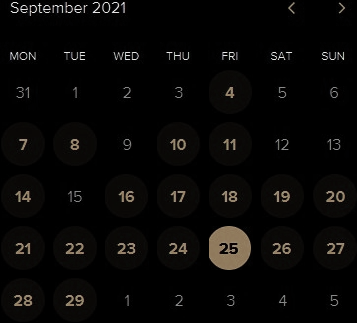 September 2021
MON TUE WED THU FRI SAT SUN
31 1 2 3 4 5 6
7 8 9 10 11 12 13
14 15 16 17 18 19 20
21 22 23 24 25 26 27
28 29 1 2 3 4 5